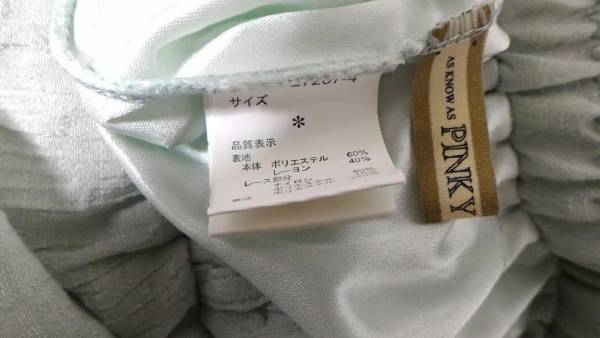 サイズ
*
品質表示
表地
本体 ポリエステル 60%
レーヨン 40%
レース部分
AS KNOW AS
PINKY